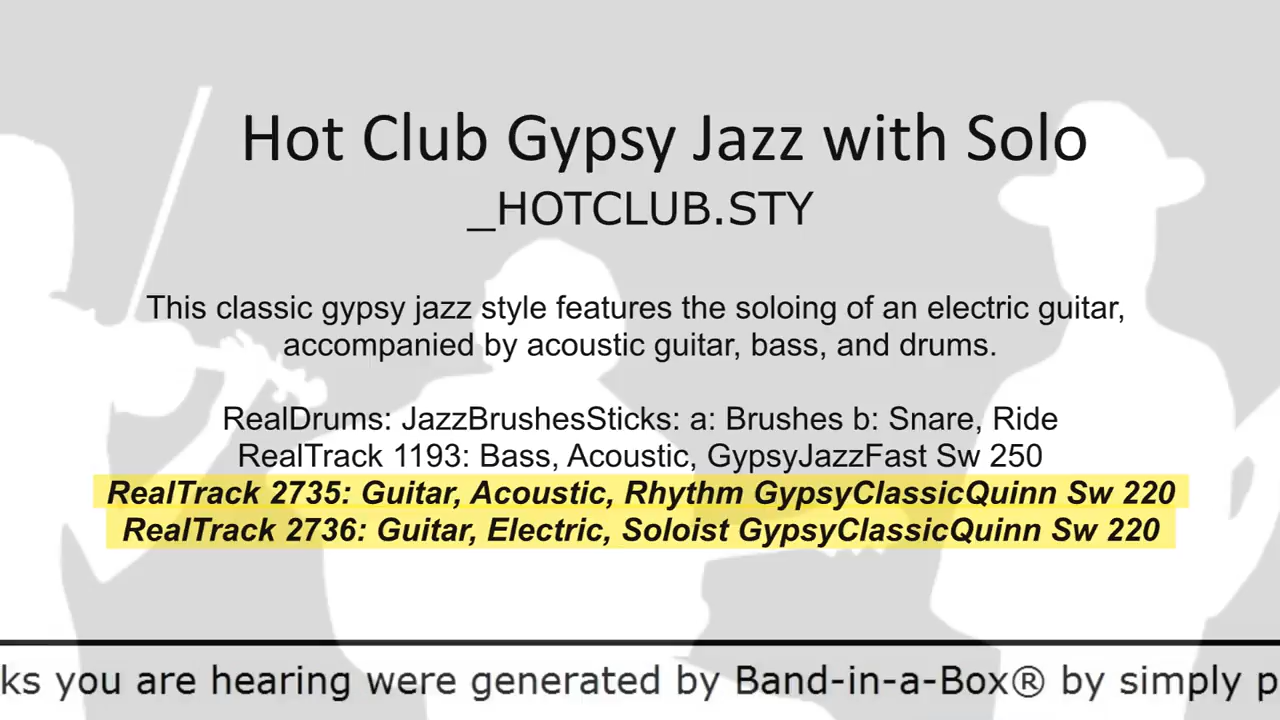 Hot Club Gypsy Jazz with Solo
_HOTCLUB.STY
This classic gypsy jazz style features the soloing of an electric guitar,
accompanied by acoustic guitar, bass, and drums.
RealDrums: JazzBrushesSticks: a: Brushes b: Snare, Ride
RealTrack 1193: Bass, Acoustic, GypsyJazzFast Sw 250
RealTrack 2735: Guitar, Acoustic, Rhythm GypsyClassicQuinn Sw 220
RealTrack 2736: Guitar, Electric, Soloist GypsyClassicQuinn Sw 220
ks you are hearing were generated by Band-in-a-Box® by simply p